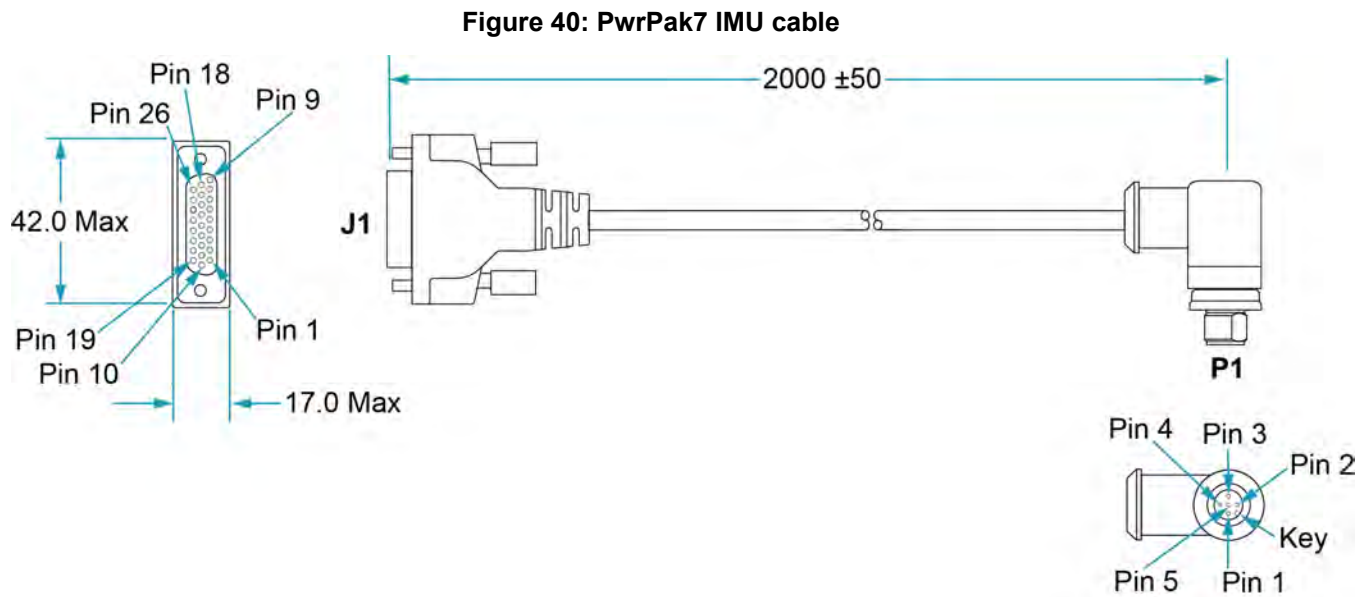 Figure 40: PwrPak7 IMU cable
Pin 18
2000 ±50
Pin 9
Pin 26
42.0 Max
J1
Pin 19
Pin 1
Pin 10
17.0 Max
P1
Pin 4
Pin 3
Pin 2
Key
Pin 5
Pin 1